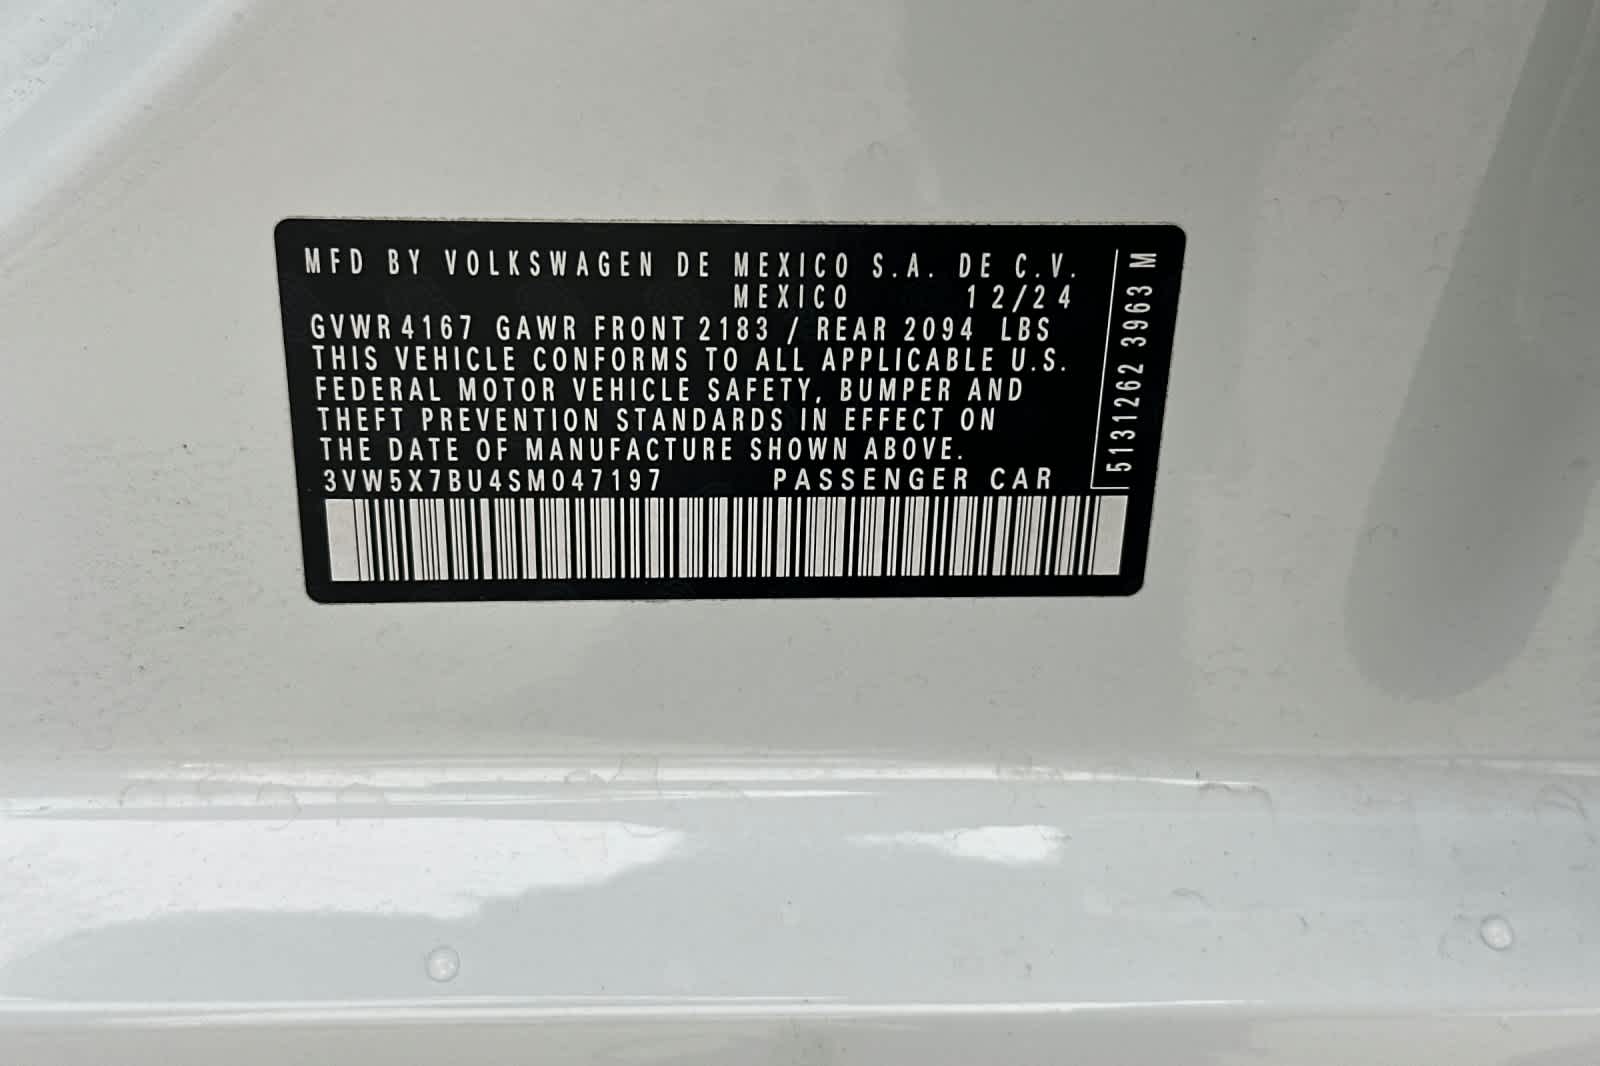 MFD BY VOLKSWAGEN DE MEXICO S.A. DE C.V.
MEXICO 12/24
GVWR 4167 GAWR FRONT 2183 / REAR 2094 LBS
THIS VEHICLE CONFORMS TO ALL APPLICABLE U.S.
FEDERAL MOTOR VEHICLE SAFETY, BUMPER AND
THEFT PREVENTION STANDARDS IN EFFECT ON
THE DATE OF MANUFACTURE SHOWN ABOVE.
3VW5X7BU4SM047197 PASSENGER CAR
5131262 3963 M